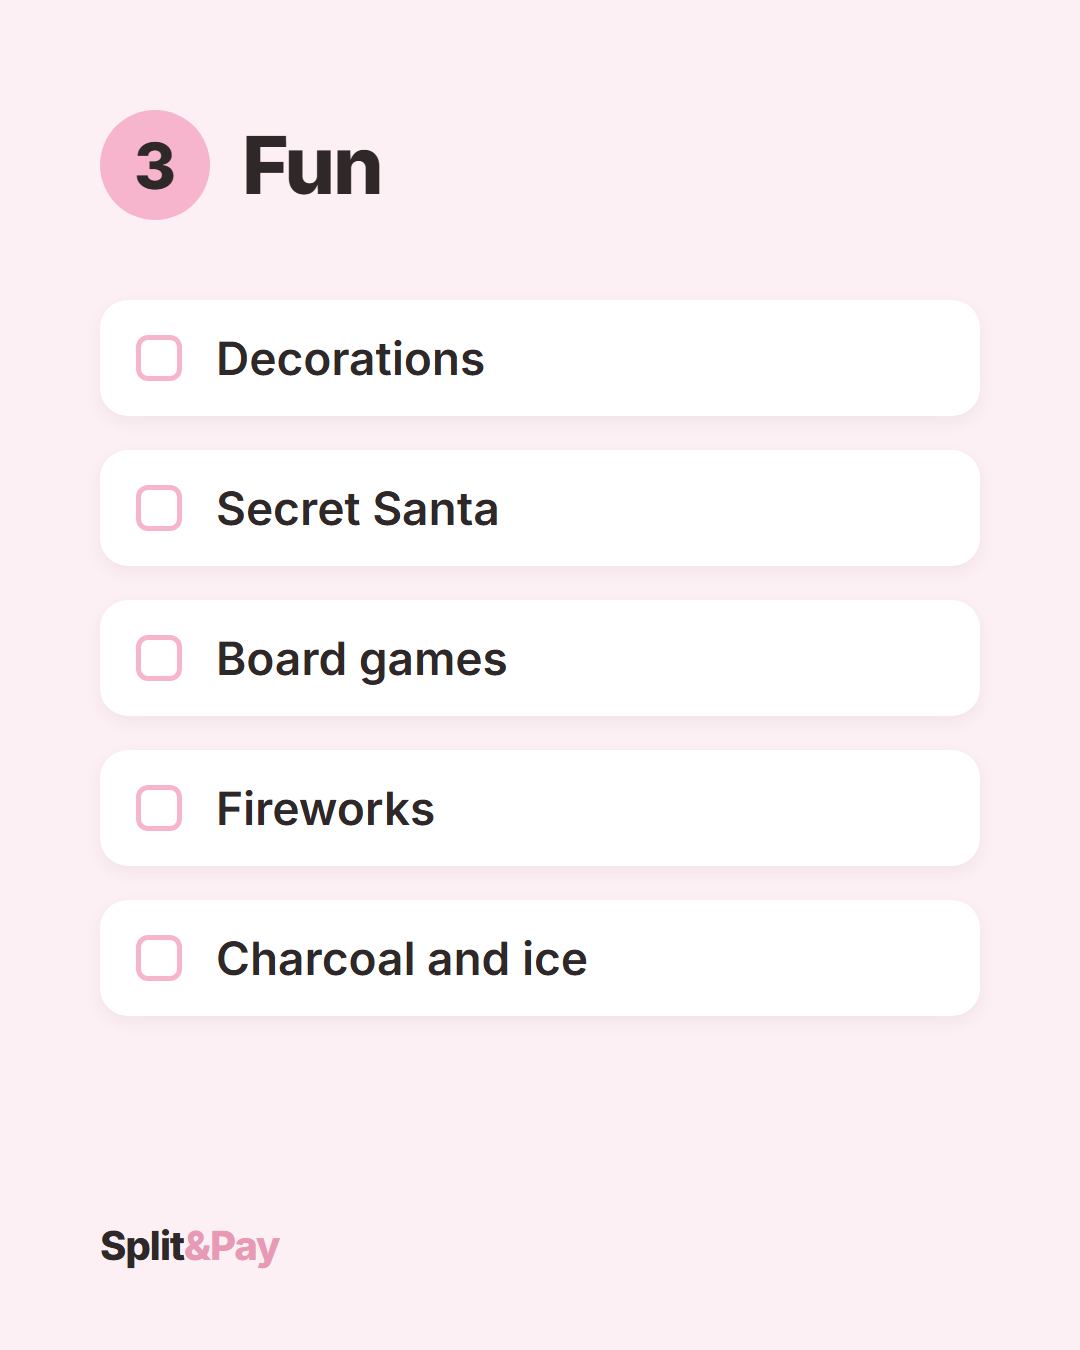 3 Fun
Decorations
Secret Santa
Board games
Fireworks
Charcoal and ice
Split&Pay